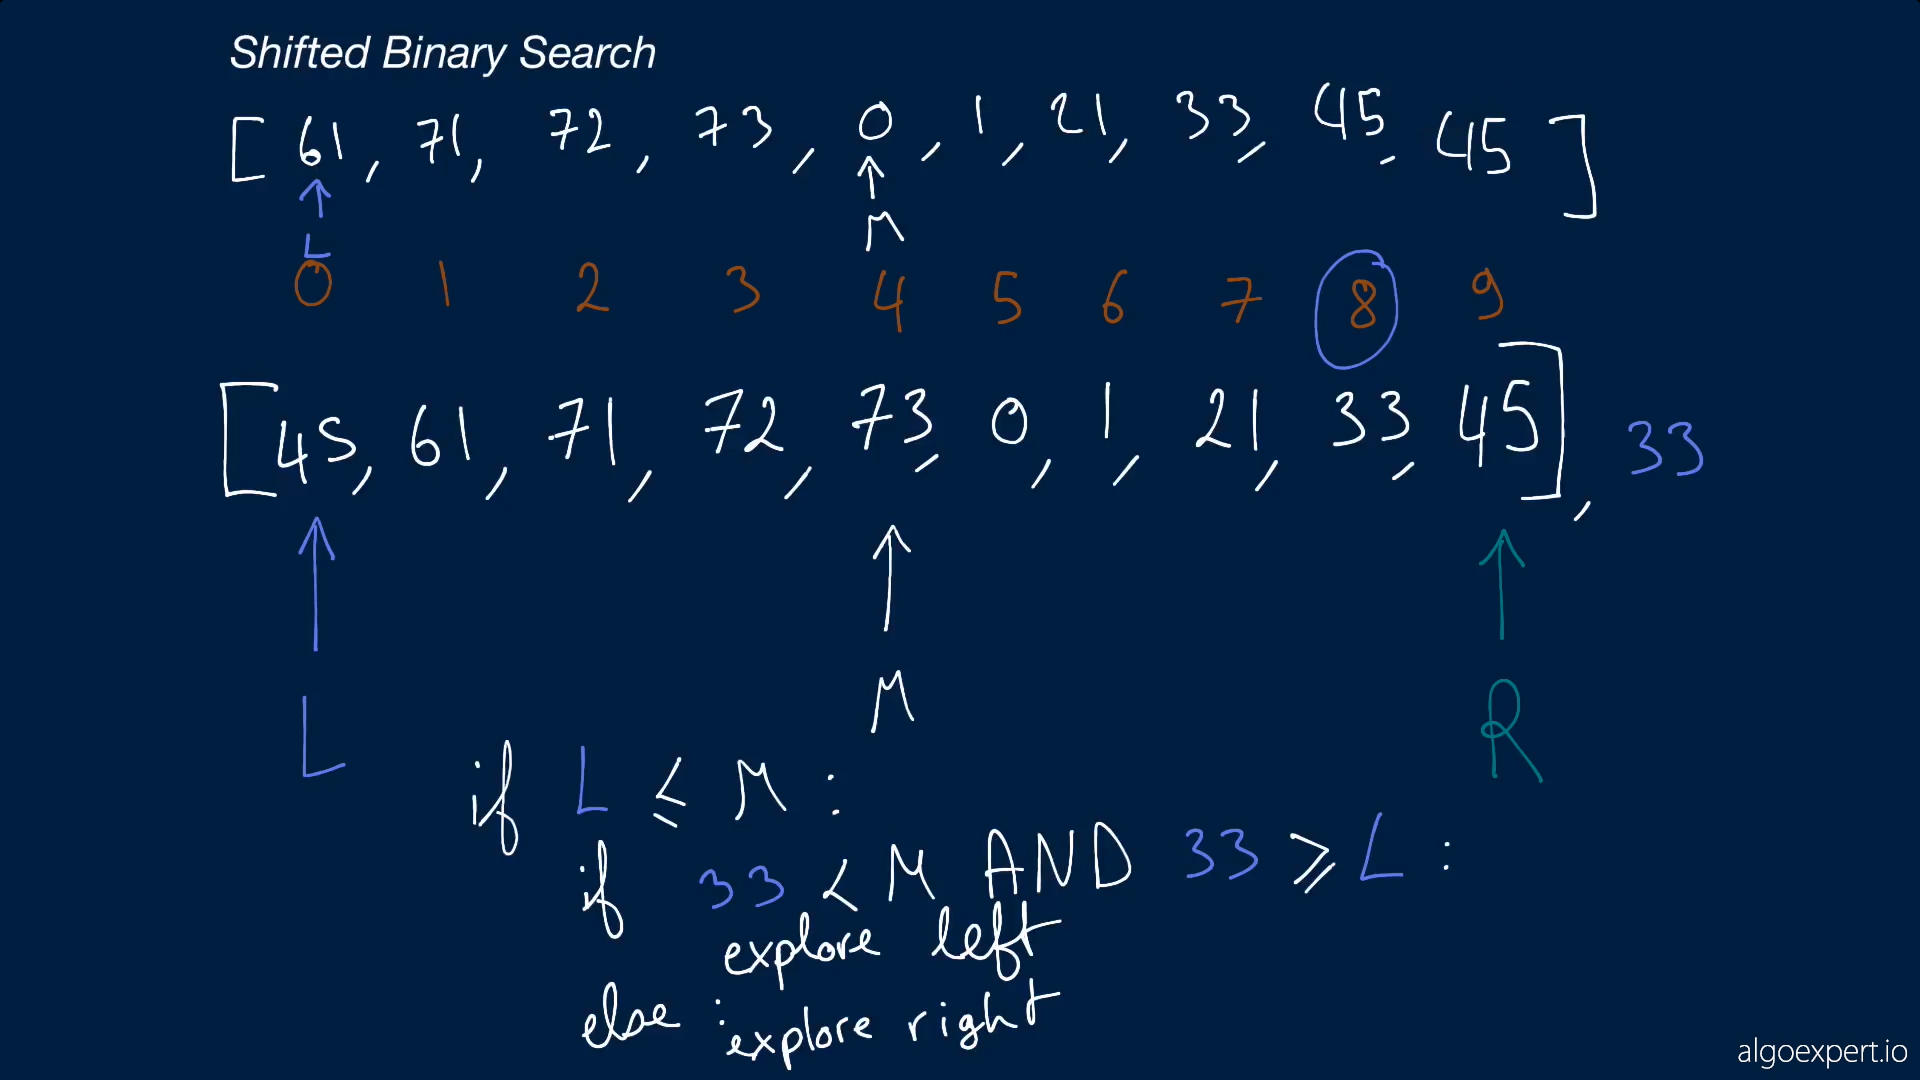 Shifted Binary Search
[ 61, 71, 72, 73, 0, 1, 21, 33, 45, 45 ]
L M
0 1 2 3 4 5 6 7 8 9
[ 45, 61, 71, 72, 73, 0, 1, 21, 33, 45 ], 33
L M R
if L ≤ M :
if 33 < M AND 33 ≥ L :
explore left
else :
explore right
algoexpert.io